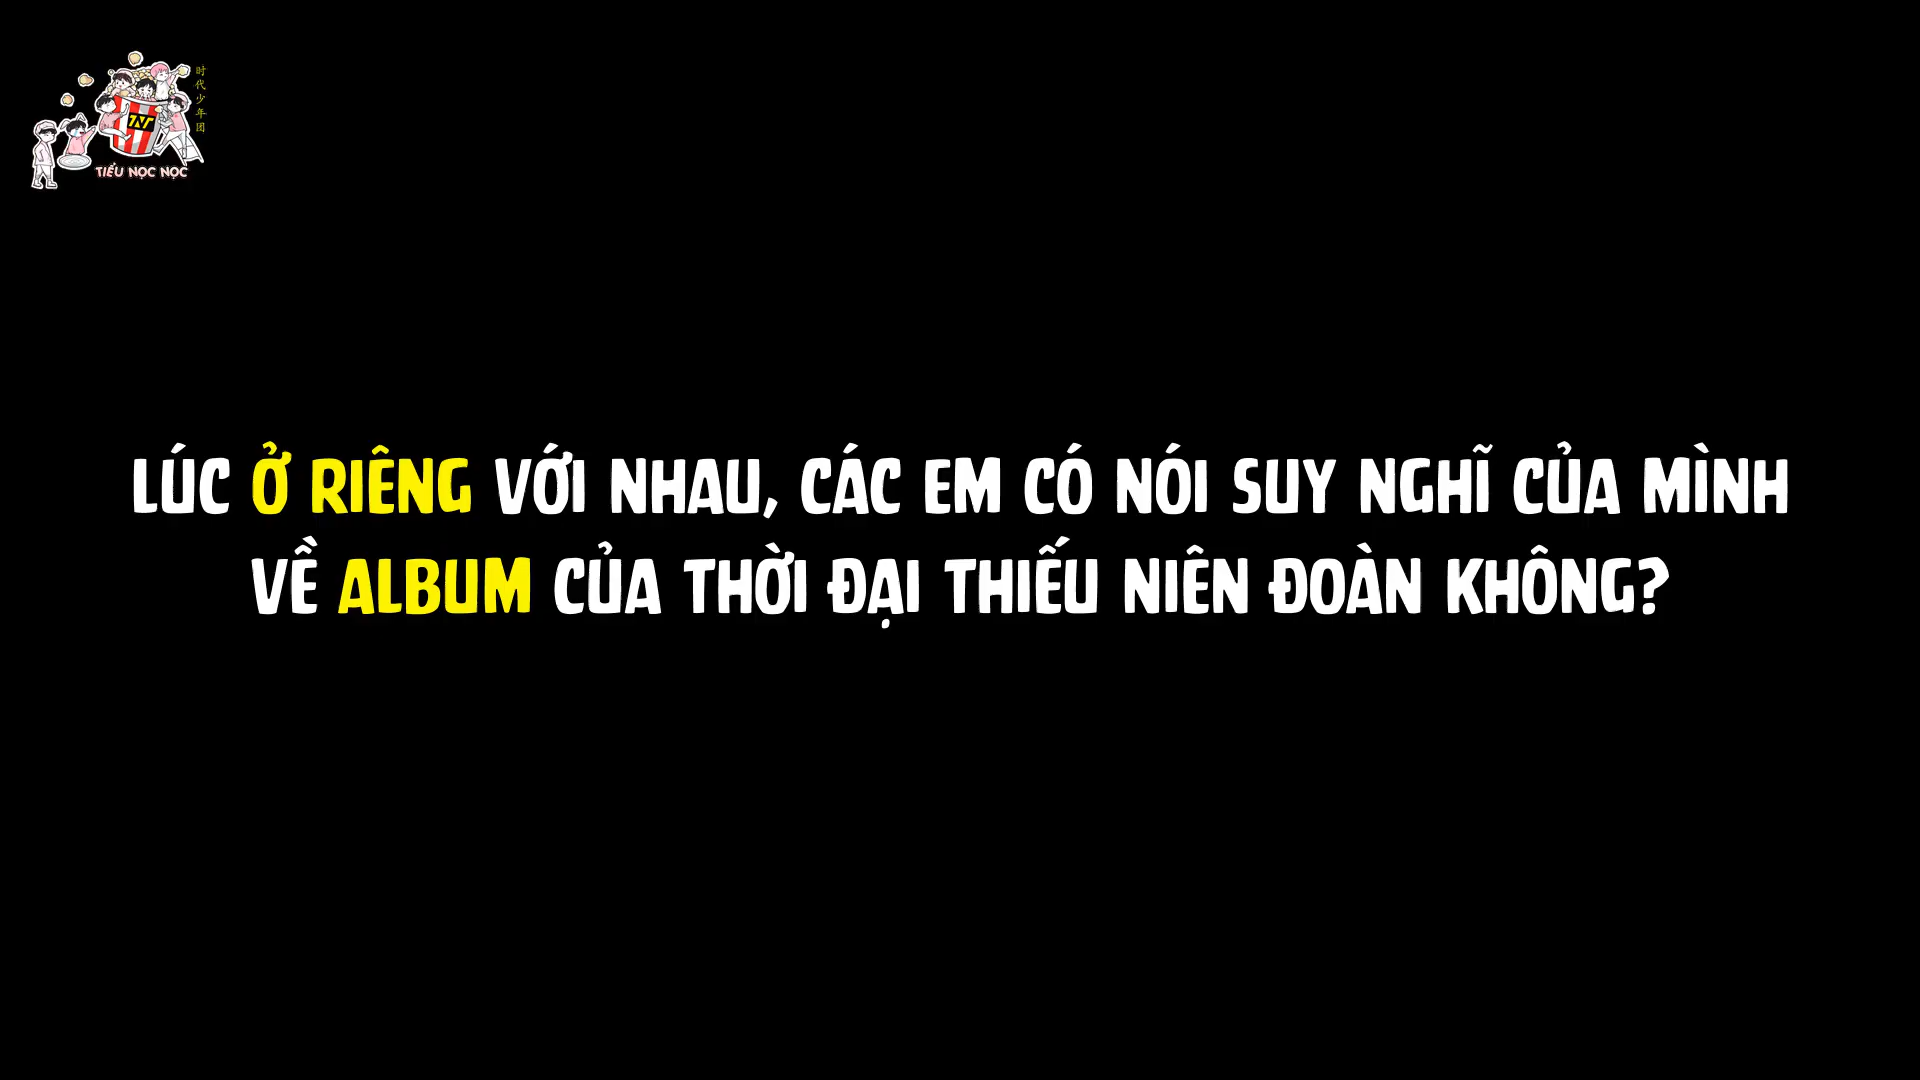 时代少年团
TNT
TIỂU NỌC NỌC
LÚC Ở RIÊNG VỚI NHAU, CÁC EM CÓ NÓI SUY NGHĨ CỦA MÌNH
VỀ ALBUM CỦA THỜI ĐẠI THIẾU NIÊN ĐOÀN KHÔNG?